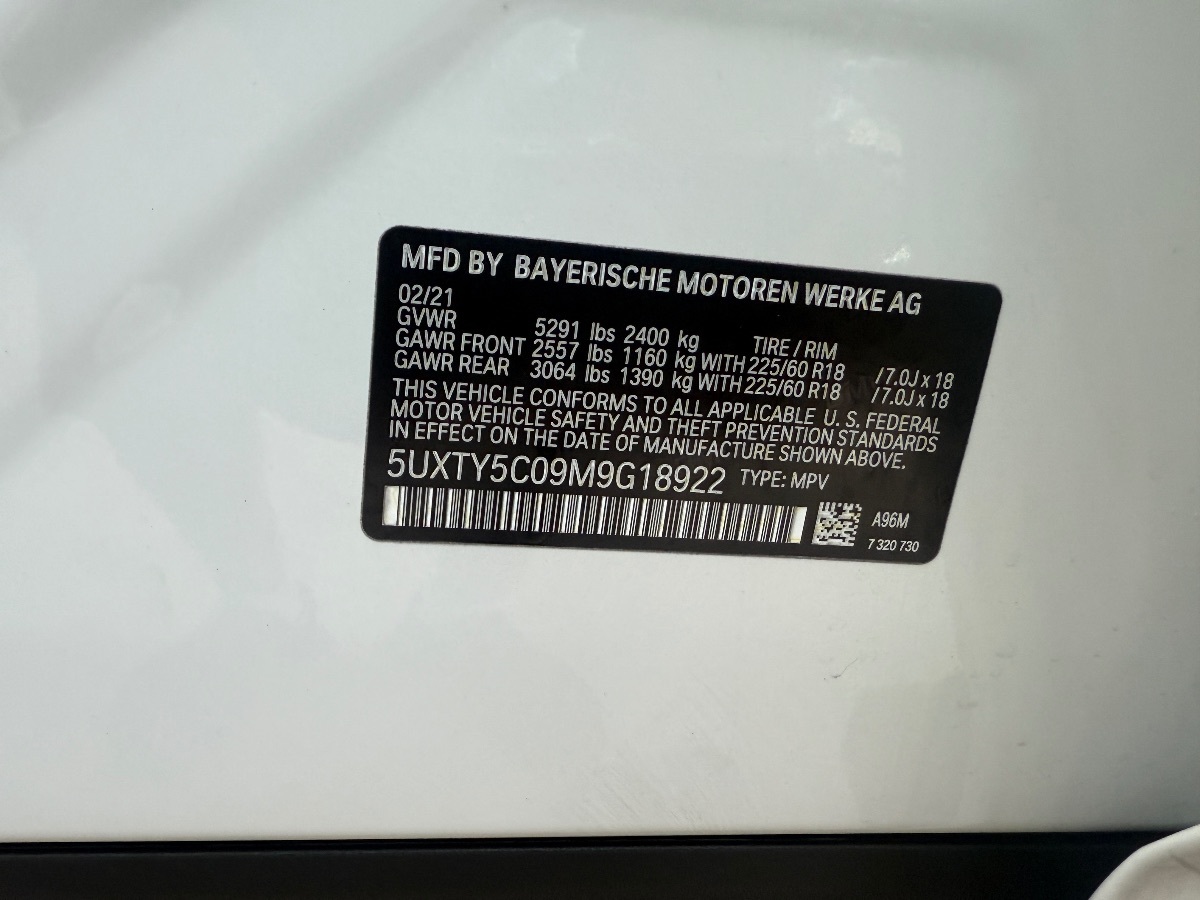 MFD BY BAYERISCHE MOTOREN WERKE AG
02/21
GVWR 5291 lbs 2400 kg TIRE / RIM
GAWR FRONT 2557 lbs 1160 kg WITH 225/60 R18 /7.0J x 18
GAWR REAR 3064 lbs 1390 kg WITH 225/60 R18 /7.0J x 18
THIS VEHICLE CONFORMS TO ALL APPLICABLE U. S. FEDERAL
MOTOR VEHICLE SAFETY AND THEFT PREVENTION STANDARDS
IN EFFECT ON THE DATE OF MANUFACTURE SHOWN ABOVE.
5UXTY5C09M9G18922 TYPE: MPV
A96M
7 320 730